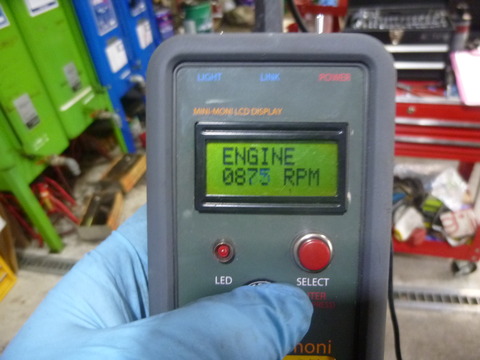 LIGHT LINK POWER
MINI-MONI LCD DISPLAY
ENGINE
0875 RPM
LED SELECT
moni